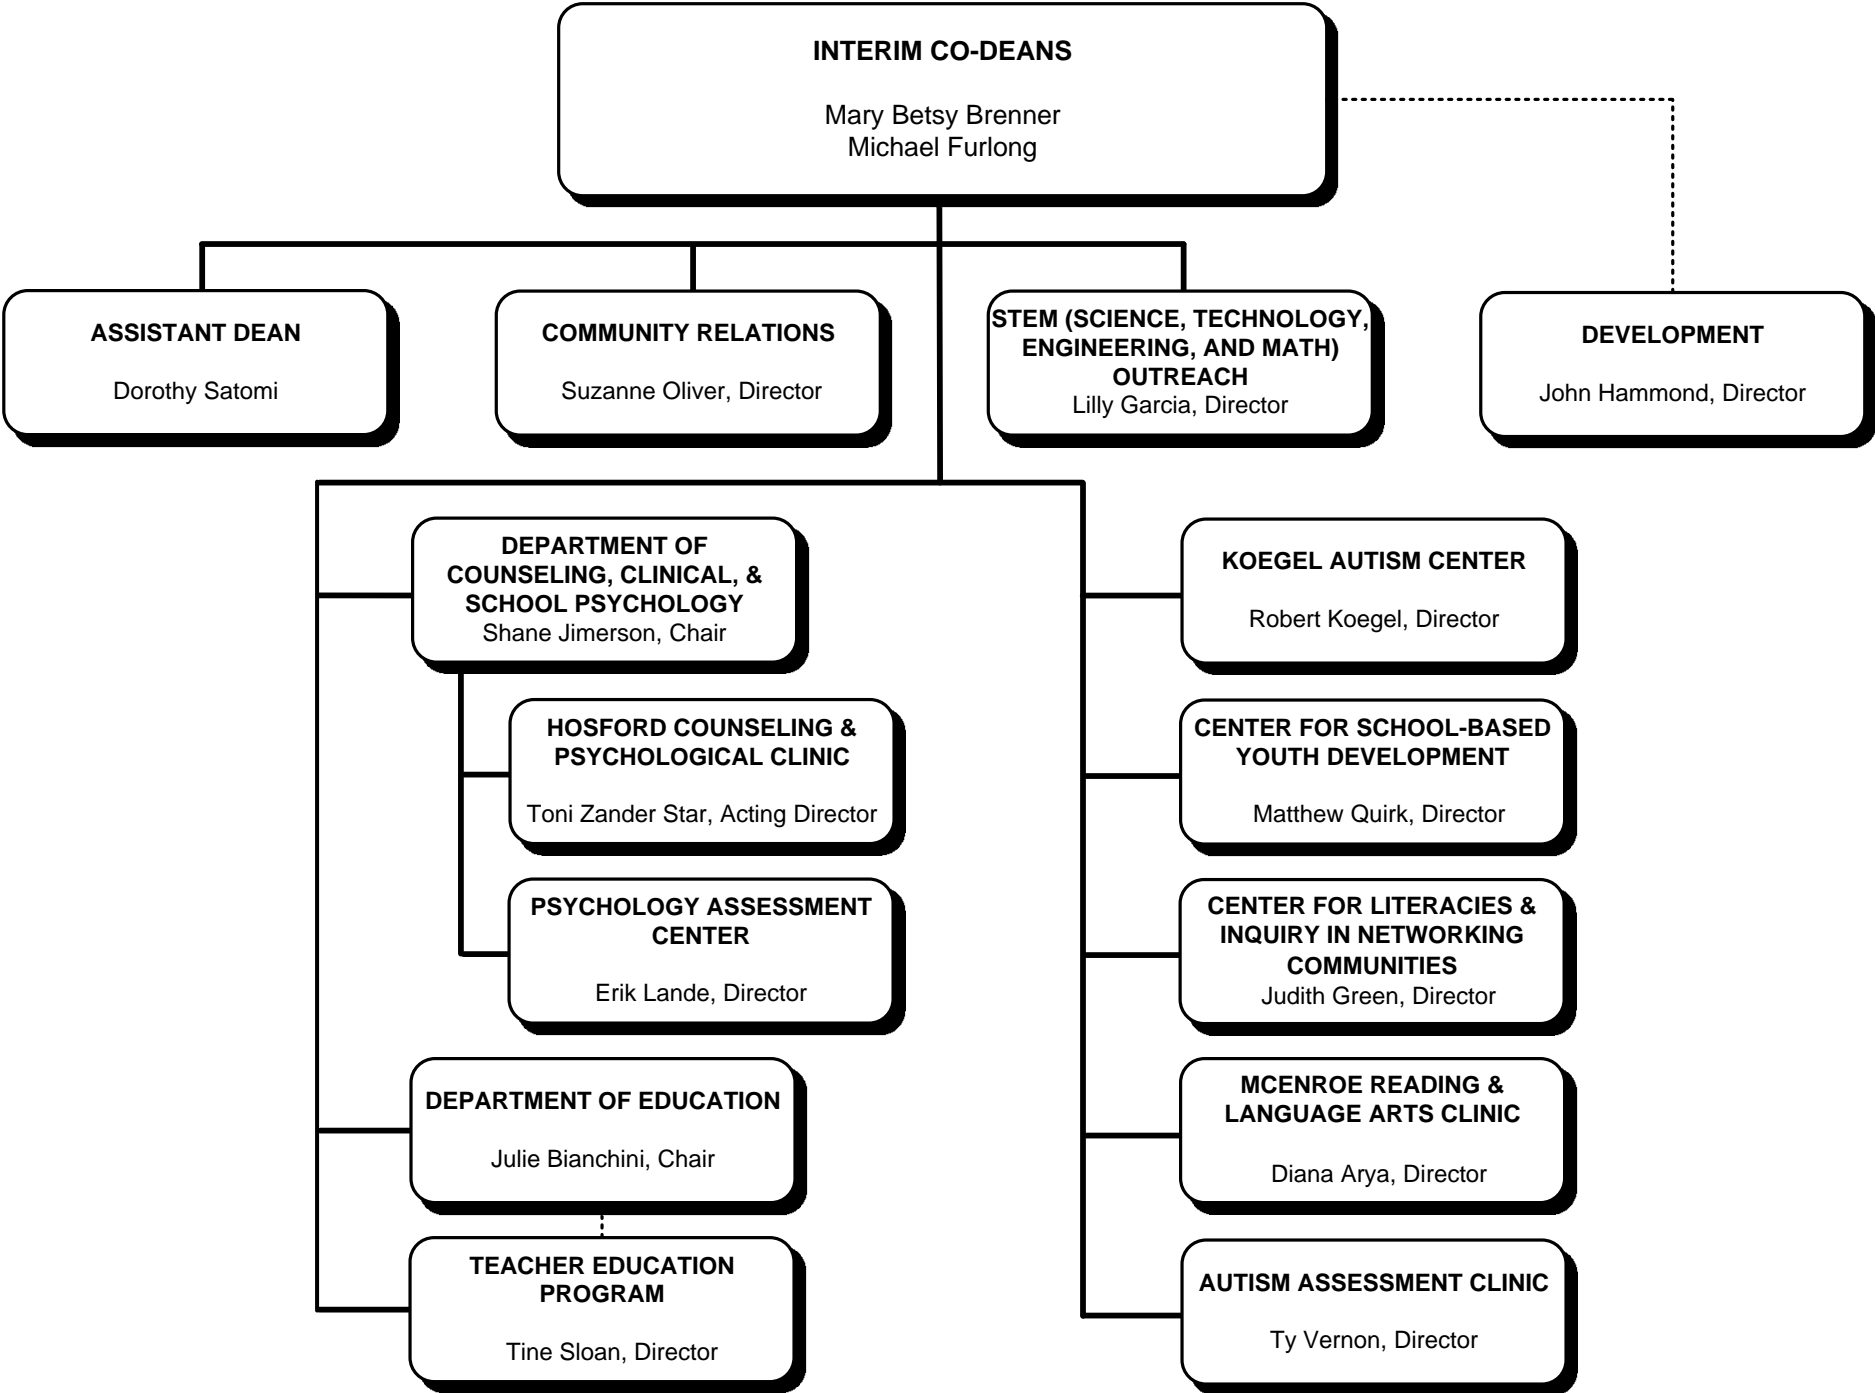 INTERIM CO-DEANS
Mary Betsy Brenner
Michael Furlong
ASSISTANT DEAN
Dorothy Satomi
COMMUNITY RELATIONS
Suzanne Oliver, Director
STEM (SCIENCE, TECHNOLOGY,
ENGINEERING, AND MATH)
OUTREACH
Lilly Garcia, Director
DEVELOPMENT
John Hammond, Director
DEPARTMENT OF
COUNSELING, CLINICAL, &
SCHOOL PSYCHOLOGY
Shane Jimerson, Chair
HOSFORD COUNSELING &
PSYCHOLOGICAL CLINIC
Toni Zander Star, Acting Director
PSYCHOLOGY ASSESSMENT
CENTER
Erik Lande, Director
DEPARTMENT OF EDUCATION
Julie Bianchini, Chair
TEACHER EDUCATION
PROGRAM
Tine Sloan, Director
KOEGEL AUTISM CENTER
Robert Koegel, Director
CENTER FOR SCHOOL-BASED
YOUTH DEVELOPMENT
Matthew Quirk, Director
CENTER FOR LITERACIES &
INQUIRY IN NETWORKING
COMMUNITIES
Judith Green, Director
MCENROE READING &
LANGUAGE ARTS CLINIC
Diana Arya, Director
AUTISM ASSESSMENT CLINIC
Ty Vernon, Director